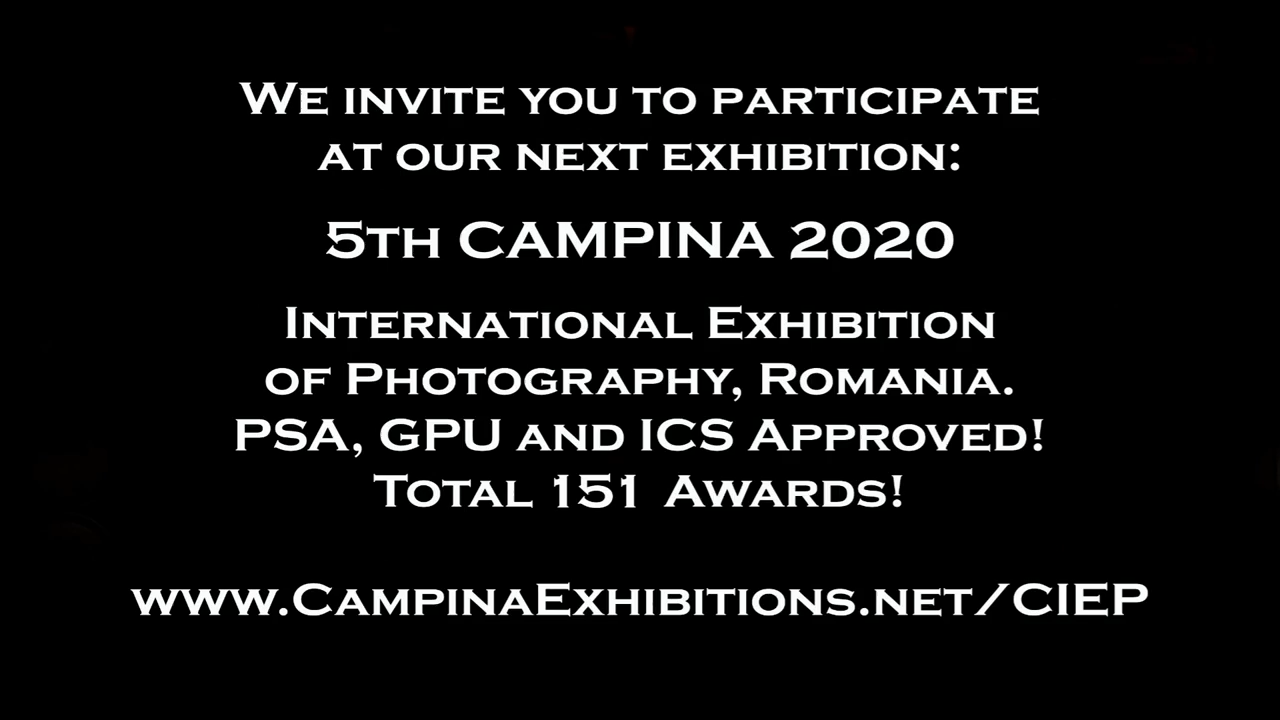 We invite you to participate
at our next exhibition:
5th CAMPINA 2020
International Exhibition
of Photography, Romania.
PSA, GPU and ICS Approved!
Total 151 Awards!
www.CampinaExhibitions.net/CIEP